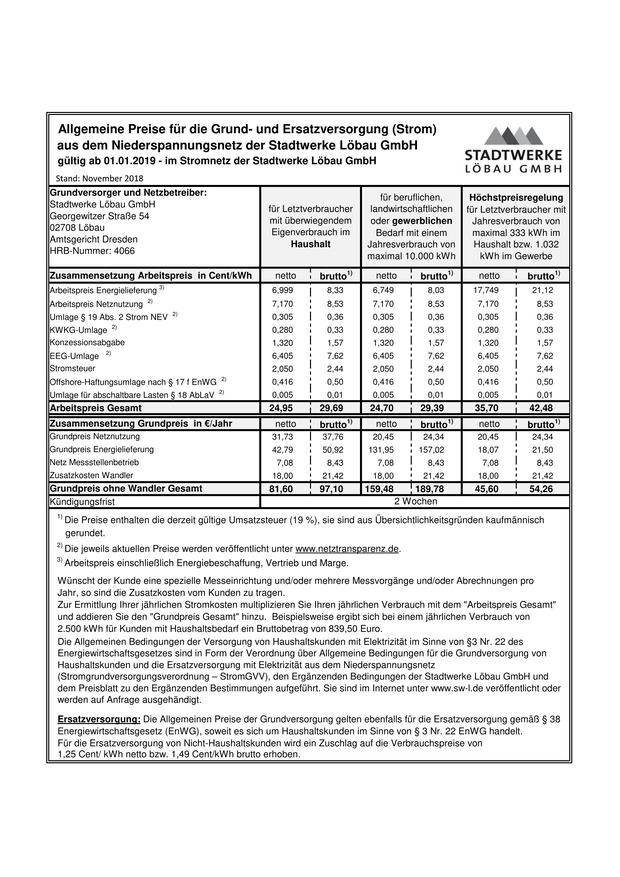 Allgemeine Preise für die Grund- und Ersatzversorgung (Strom)
aus dem Niederspannungsnetz der Stadtwerke Löbau GmbH
gültig ab 01.01.2019 - im Stromnetz der Stadtwerke Löbau GmbH
Stand: November 2018
STADTWERKE
LÖBAU GMBH
Grundversorger und Netzbetreiber:
Stadtwerke Löbau GmbH
Georgewitzer Straße 54
02708 Löbau
Amtsgericht Dresden
HRB-Nummer: 4066
für Letztverbraucher
mit überwiegendem
Eigenverbrauch im
Haushalt
für beruflichen,
landwirtschaftlichen
oder gewerblichen
Bedarf mit einem
Jahresverbrauch von
maximal 10.000 kWh
Höchstpreisregelung
für Letztverbraucher mit
Jahresverbrauch von
maximal 333 kWh im
Haushalt bzw. 1.032
kWh im Gewerbe
Zusammensetzung Arbeitspreis in Cent/kWh netto brutto1) netto brutto1) netto brutto1)
Arbeitspreis Energielieferung 3) 6,999 8,33 6,749 8,03 17,749 21,12
Arbeitspreis Netznutzung 2) 7,170 8,53 7,170 8,53 7,170 8,53
Umlage § 19 Abs. 2 Strom NEV 2) 0,305 0,36 0,305 0,36 0,305 0,36
KWKG-Umlage 2) 0,280 0,33 0,280 0,33 0,280 0,33
Konzessionsabgabe 1,320 1,57 1,320 1,57 1,320 1,57
EEG-Umlage 2) 6,405 7,62 6,405 7,62 6,405 7,62
Stromsteuer 2,050 2,44 2,050 2,44 2,050 2,44
Offshore-Haftungsumlage nach § 17 f EnWG 2) 0,416 0,50 0,416 0,50 0,416 0,50
Umlage für abschaltbare Lasten § 18 AbLaV 2) 0,005 0,01 0,005 0,01 0,005 0,01
Arbeitspreis Gesamt 24,95 29,69 24,70 29,39 35,70 42,48
Zusammensetzung Grundpreis in €/Jahr netto brutto1) netto brutto1) netto brutto1)
Grundpreis Netznutzung 31,73 37,76 20,45 24,34 20,45 24,34
Grundpreis Energielieferung 42,79 50,92 131,95 157,02 18,07 21,50
Netz Messstellenbetrieb 7,08 8,43 7,08 8,43 7,08 8,43
Zusatzkosten Wandler 18,00 21,42 18,00 21,42 18,00 21,42
Grundpreis ohne Wandler Gesamt 81,60 97,10 159,48 189,78 45,60 54,26
Kündigungsfrist 2 Wochen
1) Die Preise enthalten die derzeit gültige Umsatzsteuer (19 %), sie sind aus Übersichtlichkeitsgründen kaufmännisch
gerundet.
2) Die jeweils aktuellen Preise werden veröffentlicht unter www.netztransparenz.de.
3) Arbeitspreis einschließlich Energiebeschaffung, Vertrieb und Marge.
Wünscht der Kunde eine spezielle Messeinrichtung und/oder mehrere Messvorgänge und/oder Abrechnungen pro
Jahr, so sind die Zusatzkosten vom Kunden zu tragen.
Zur Ermittlung Ihrer jährlichen Stromkosten multiplizieren Sie Ihren jährlichen Verbrauch mit dem "Arbeitspreis Gesamt"
und addieren Sie den "Grundpreis Gesamt" hinzu. Beispielsweise ergibt sich bei einem jährlichen Verbrauch von
2.500 kWh für Kunden mit Haushaltsbedarf ein Bruttobetrag von 839,50 Euro.
Die Allgemeinen Bedingungen der Versorgung von Haushaltskunden mit Elektrizität im Sinne von §3 Nr. 22 des
Energiewirtschaftsgesetzes sind in Form der Verordnung über Allgemeine Bedingungen für die Grundversorgung von
Haushaltskunden und die Ersatzversorgung mit Elektrizität aus dem Niederspannungsnetz
(Stromgrundversorgungsverordnung – StromGVV), den Ergänzenden Bedingungen der Stadtwerke Löbau GmbH und
dem Preisblatt zu den Ergänzenden Bestimmungen aufgeführt. Sie sind im Internet unter www.sw-l.de veröffentlicht oder
werden auf Anfrage ausgehändigt.
Ersatzversorgung: Die Allgemeinen Preise der Grundversorgung gelten ebenfalls für die Ersatzversorgung gemäß § 38
Energiewirtschaftsgesetz (EnWG), soweit es sich um Haushaltskunden im Sinne von § 3 Nr. 22 EnWG handelt.
Für die Ersatzversorgung von Nicht-Haushaltskunden wird ein Zuschlag auf die Verbrauchspreise von
1,25 Cent/ kWh netto bzw. 1,49 Cent/kWh brutto erhoben.